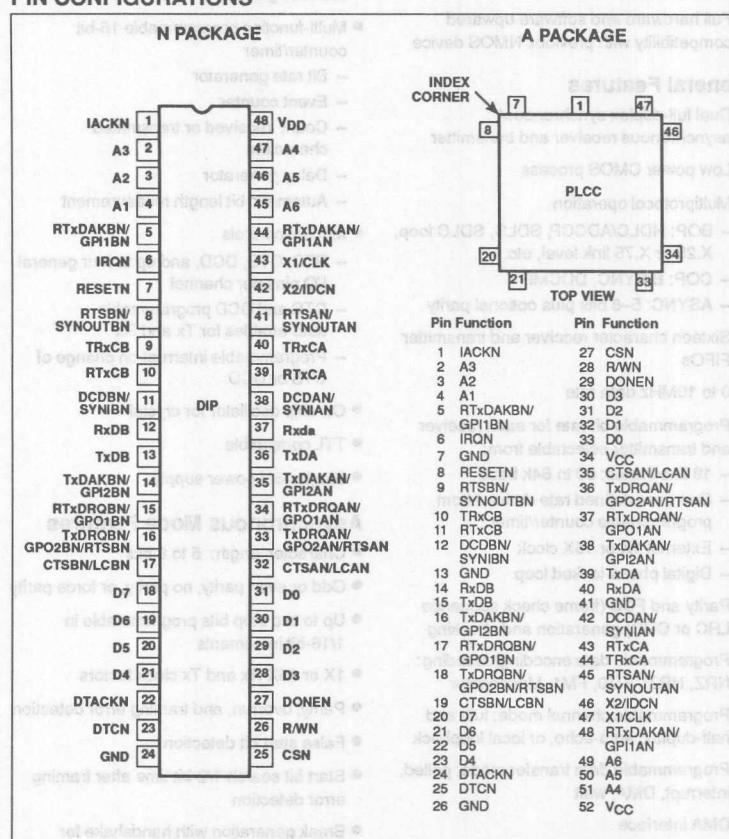 PIN CONFIGURATIONS
N PACKAGE
IACKN 1 48 VDD
A3 2 47 A4
A2 3 46 A5
A1 4 45 A6
RTxDAKBN/
GPI1BN 5 44 RTxDAKAN/
GPI1AN
IRQN 6 43 X1/CLK
RESETN 7 42 X2/IDCN
RTSBN/
SYNOUTBN 8 41 RTSAN/
SYNOUTAN
TRxCB 9 40 TRxCA
RTxCB 10 39 RTxCA
DCDBN/
SYNIBN 11 DIP 38 DCDAN/
SYNIAN
RxDB 12 37 Rxda
TxDB 13 36 TxDA
TxDAKBN/
GPI2BN 14 35 TxDAKAN/
GPI2AN
RTxDRQBN/
GPO1BN 15 34 RTxDRQAN/
GPO1AN
TxDRQBN/
GPO2BN/RTSBN 16 33 TxDRQAN/
GPO2AN/RTSAN
CTSBN/LCBN 17 32 CTSAN/LCAN
D7 18 31 D0
D6 19 30 D1
D5 20 29 D2
D4 21 28 D3
DTACKN 22 27 DONEN
DTCN 23 26 R/WN
GND 24 25 CSN
A PACKAGE
INDEX
CORNER
7 1 47
8 46
PLCC
20 34
21 33
TOP VIEW
Pin Function
1 IACKN
2 A3
3 A2
4 A1
5 RTxDAKBN/
GPI1BN
6 IRQN
7 GND
8 RESETN
9 RTSBN/
SYNOUTBN
10 TRxCB
11 RTxCB
12 DCDBN/
SYNIBN
13 GND
14 RxDB
15 TxDB
16 TxDAKBN/
GPI2BN
17 RTxDRQBN/
GPO1BN
18 TxDRQBN/
GPO2BN/RTSBN
19 CTSBN/LCBN
20 D7
21 D6
22 D5
23 D4
24 DTACKN
25 DTCN
26 GND
Pin Function
27 CSN
28 R/WN
29 DONEN
30 D3
31 D2
32 D1
33 D0
34 VCC
35 CTSAN/LCAN
36 TxDRQAN/
GPO2AN/RTSAN
37 RTxDRQAN/
GPO1AN
38 TxDAKAN/
GPI2AN
39 TxDA
40 RxDA
41 GND
42 DCDAN/
SYNIAN
43 RTxCA
44 TRxCA
45 RTSAN/
SYNOUTAN
46 X2/IDCN
47 X1/CLK
48 RTxDAKAN/
GPI1AN
49 A6
50 A5
51 A4
52 VCC